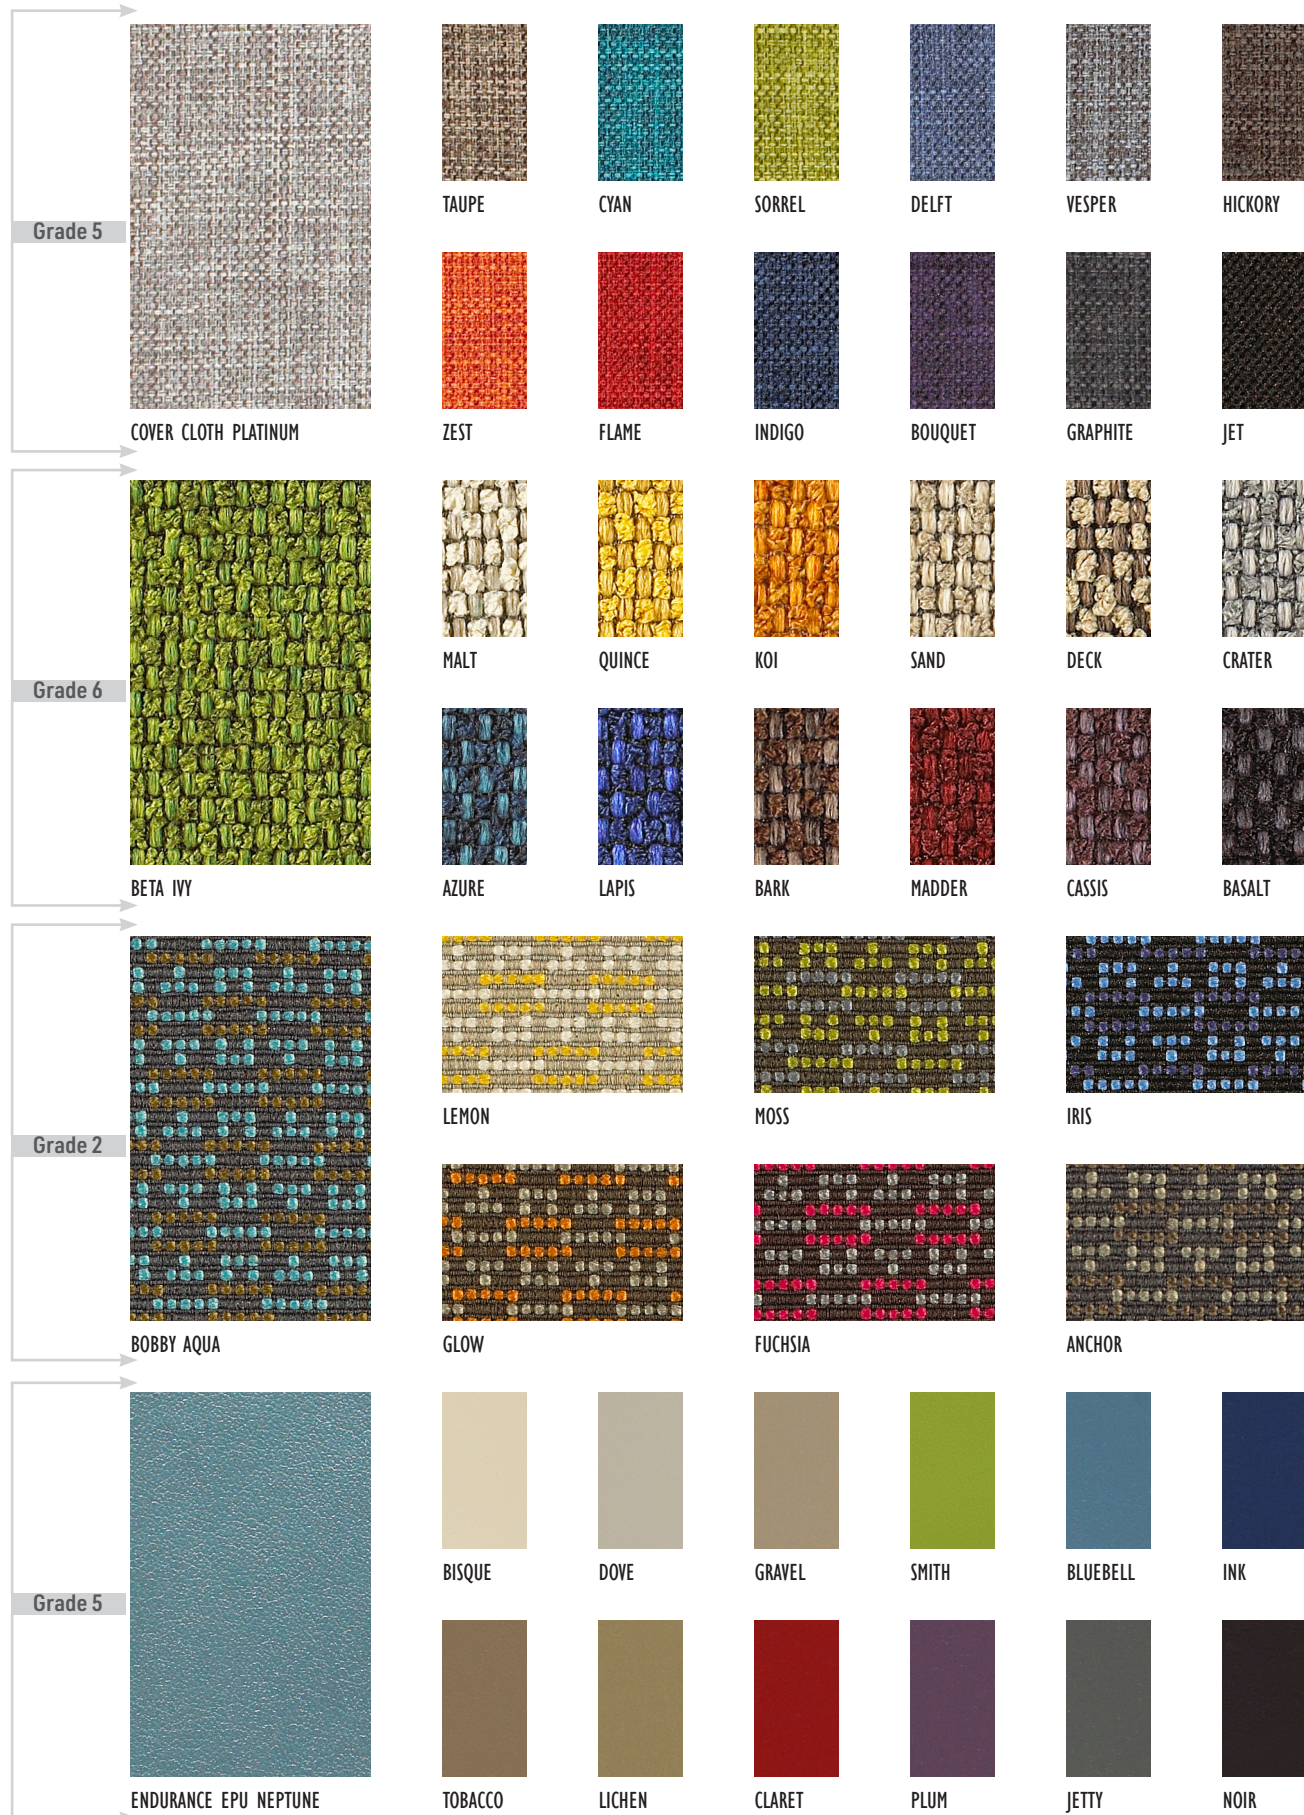 TAUPE CYAN SORREL DELFT VESPER HICKORY
Grade 5
COVER CLOTH PLATINUM ZEST FLAME INDIGO BOUQUET GRAPHITE JET
MALT QUINCE KOI SAND DECK CRATER
Grade 6
BETA IVY AZURE LAPIS BARK MADDER CASSIS BASALT
LEMON MOSS IRIS
Grade 2
BOBBY AQUA GLOW FUCHSIA ANCHOR
BISQUE DOVE GRAVEL SMITH BLUEBELL INK
Grade 5
ENDURANCE EPU NEPTUNE TOBACCO LICHEN CLARET PLUM JETTY NOIR